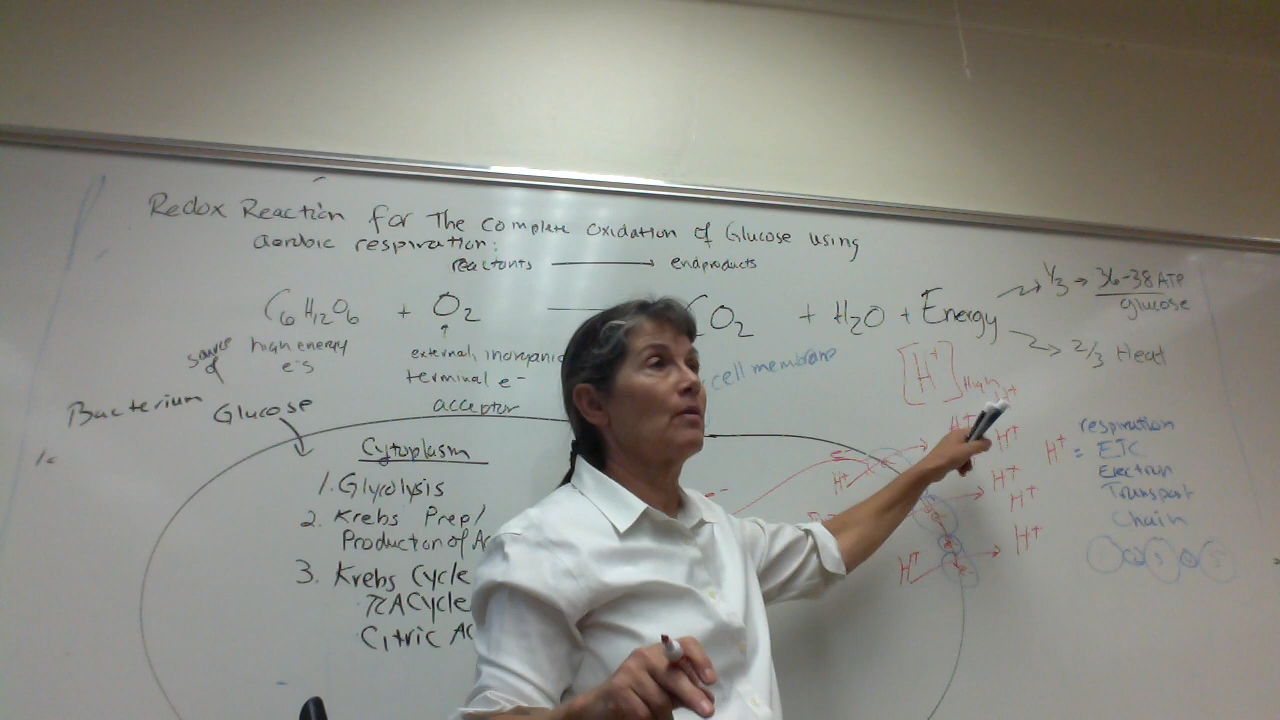 Redox Reaction for The complete oxidation of Glucose using
aerobic respiration:
reactants → endproducts
C6H12O6 + O2 CO2 + H2O + Energy
1/3 → 36-38 ATP
glucose
2/3 Heat
source
of
high energy
e-'s
↑
external, inorganic
terminal e-
acceptor
cell membrane
[H+] High
Bacterium
Glucose
Cytoplasm
1. Glycolysis
2. Krebs Prep/
Production of Ac
3. Krebs Cycle
TCA Cycle
Citric AC
e-
H+
H+
H+
H+
H+
H+
H+
H+
H+
respiration
= ETC
Electron
Transport
Chain